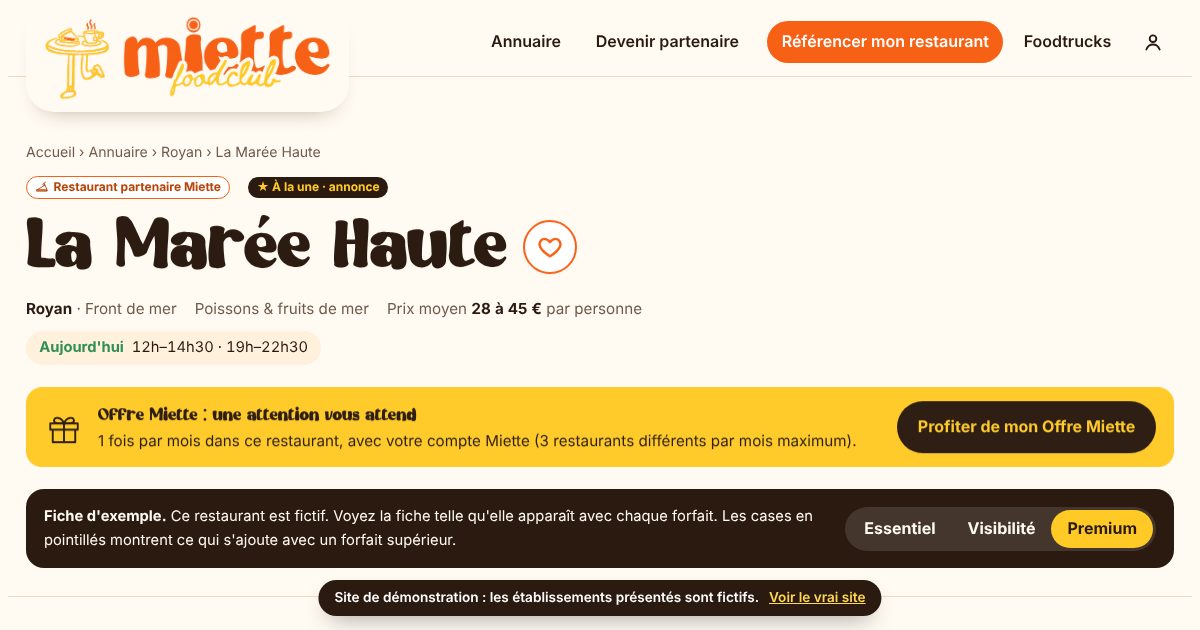 miette
foodclub
Annuaire
Devenir partenaire
Référencer mon restaurant
Foodtrucks
Accueil › Annuaire › Royan › La Marée Haute
Restaurant partenaire Miette
★ À la une · annonce
La Marée Haute
Royan · Front de mer Poissons & fruits de mer Prix moyen 28 à 45 € par personne
Aujourd'hui 12h–14h30 · 19h–22h30
Offre Miette : une attention vous attend
1 fois par mois dans ce restaurant, avec votre compte Miette (3 restaurants différents par mois maximum).
Profiter de mon Offre Miette
Fiche d'exemple. Ce restaurant est fictif. Voyez la fiche telle qu'elle apparaît avec chaque forfait. Les cases en
pointillés montrent ce qui s'ajoute avec un forfait supérieur.
Essentiel
Visibilité
Premium
Site de démonstration : les établissements présentés sont fictifs. Voir le vrai site